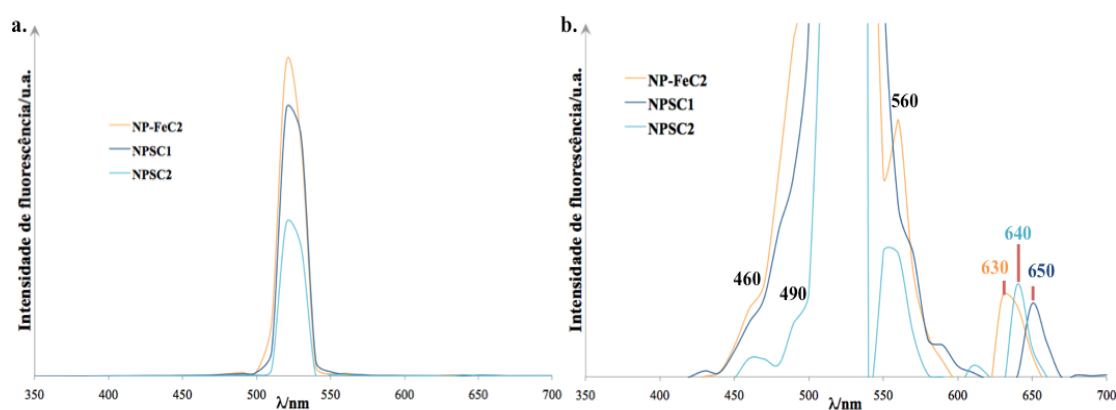 a.
Intensidade de fluorescência/u.a.
NP-FeC2
NPSC1
NPSC2
350 400 450 500 550 600 650 700
λ/nm
b.
Intensidade de fluorescência/u.a.
NP-FeC2
NPSC1
NPSC2
460
490
560
630
640
650
350 400 450 500 550 600 650 700
λ/nm